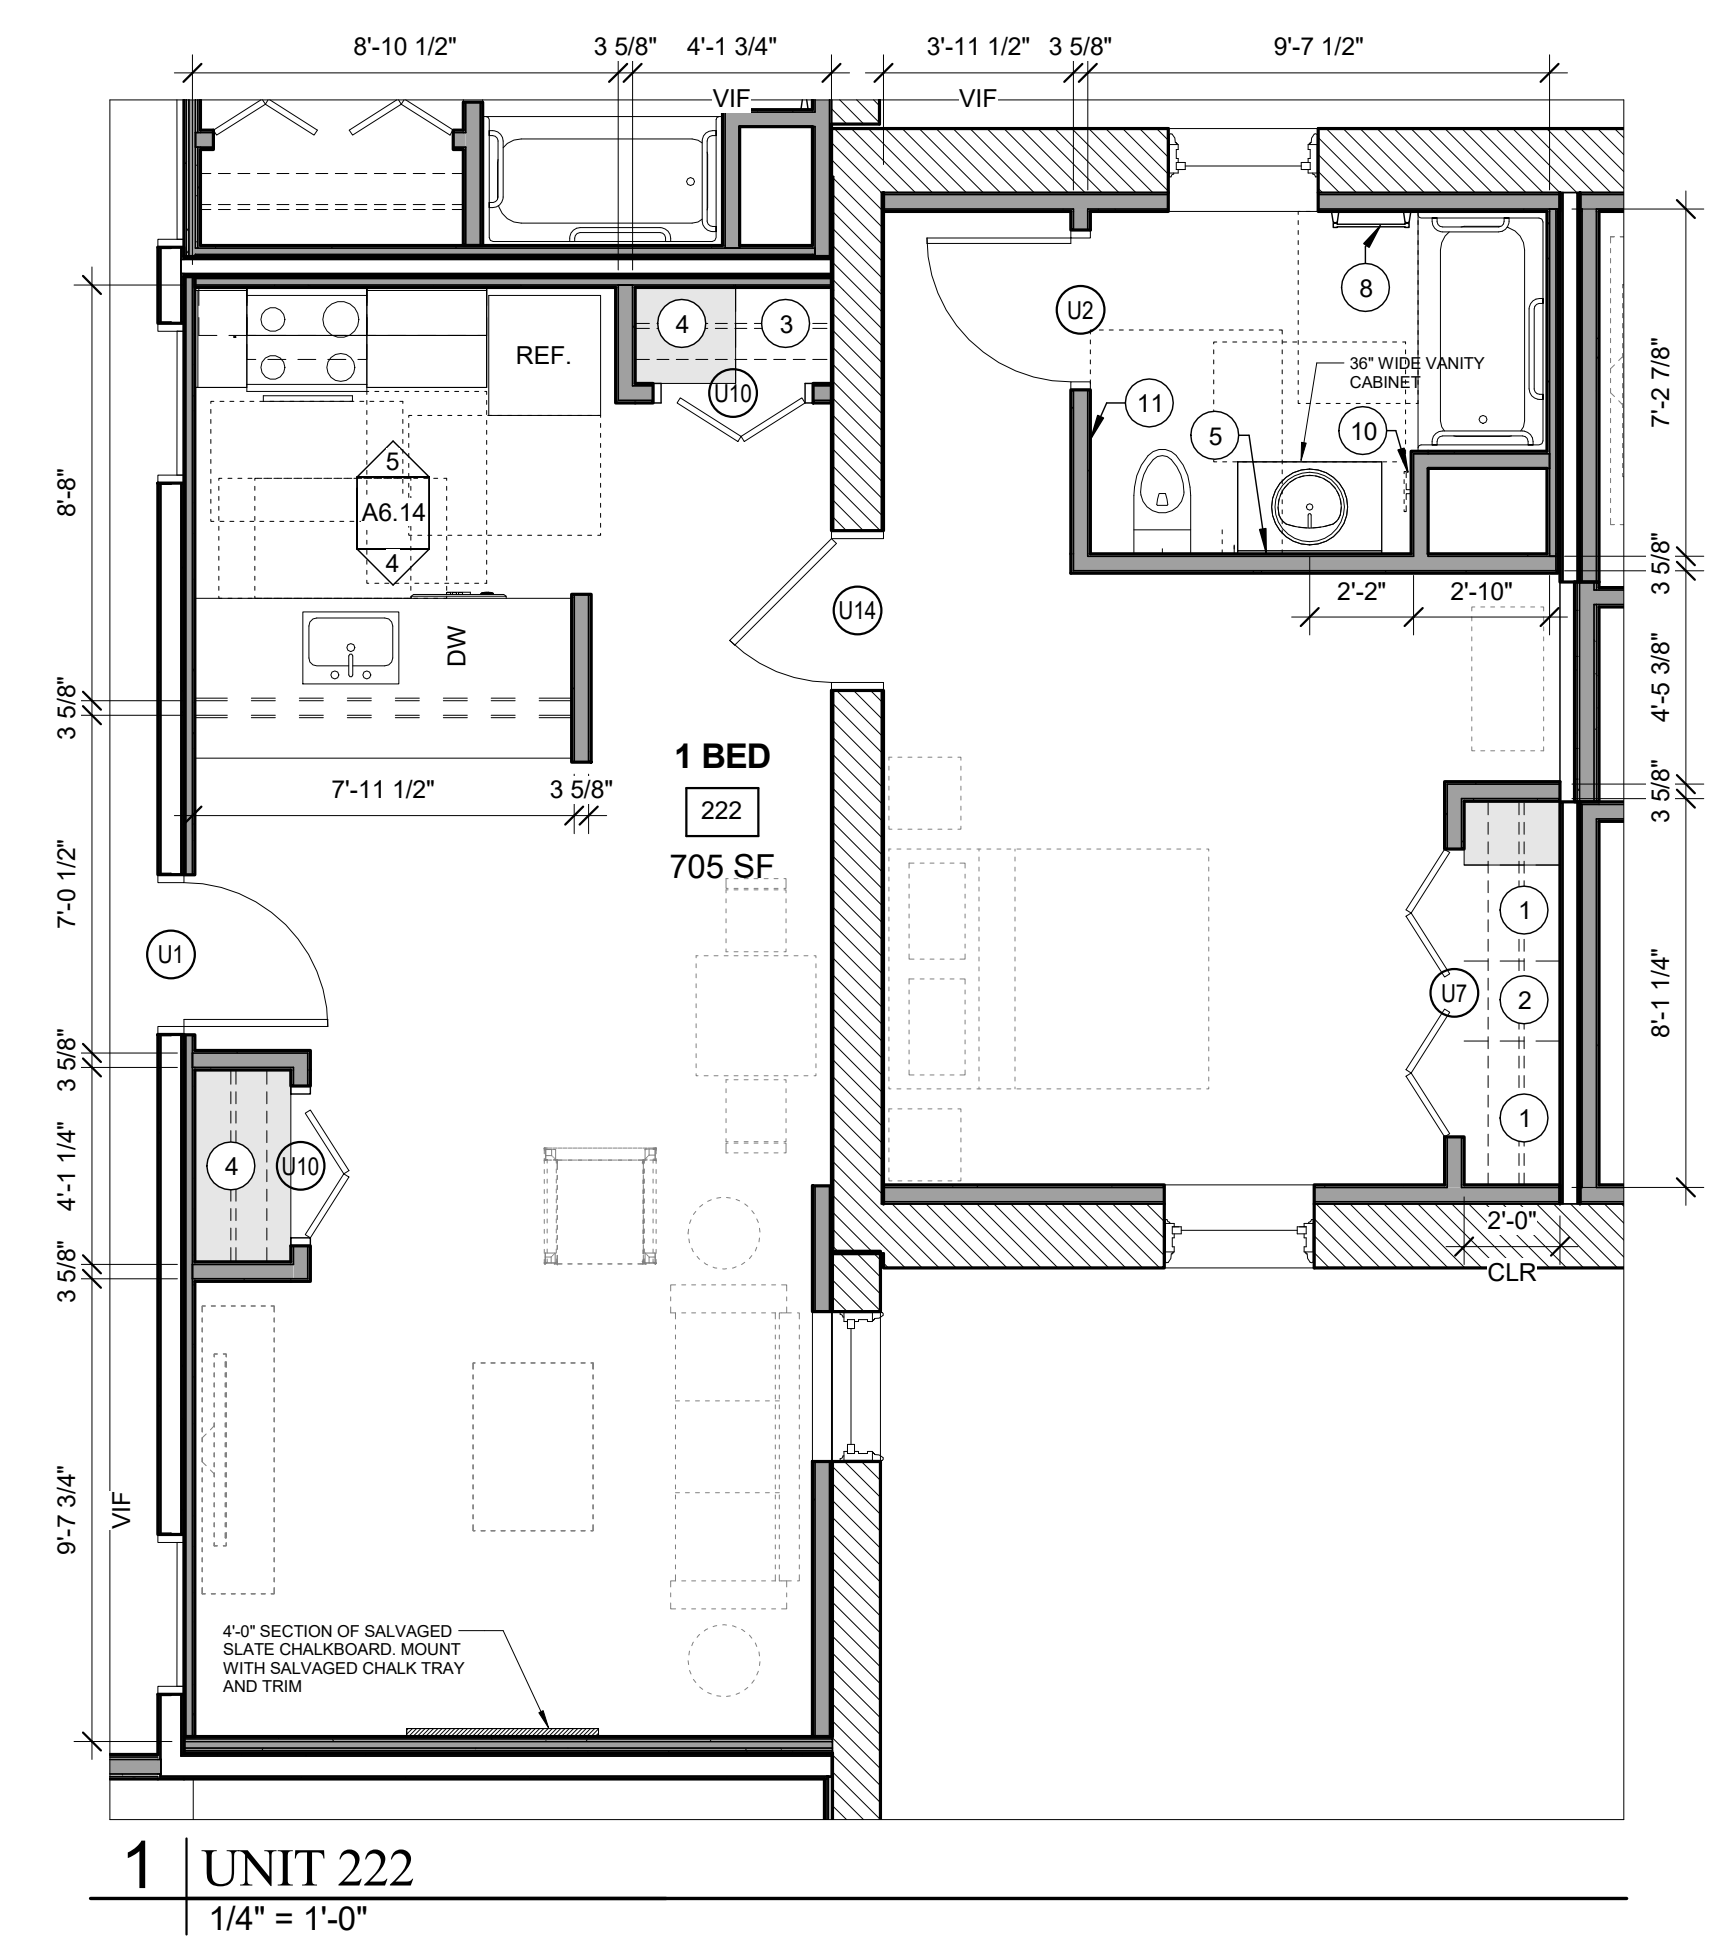 8'-10 1/2"
3 5/8"
4'-1 3/4"
3'-11 1/2"
3 5/8"
9'-7 1/2"
VIF
VIF
4
3
U10
REF.
8
U2
36" WIDE VANITY
CABINET
11
5
10
7'-2 7/8"
5
A6.14
4
8'-8"
U14
3 5/8"
2'-2"
2'-10"
DW
3 5/8"
4'-5 3/8"
1 BED
222
705 SF
7'-11 1/2"
3 5/8"
3 5/8"
7'-0 1/2"
U1
1
U7
2
1
8'-1 1/4"
3 5/8"
4
U10
4'-1 1/4"
3 5/8"
2'-0"
CLR
9'-7 3/4"
VIF
4'-0" SECTION OF SALVAGED
SLATE CHALKBOARD. MOUNT
WITH SALVAGED CHALK TRAY
AND TRIM
1
UNIT 222
1/4" = 1'-0"